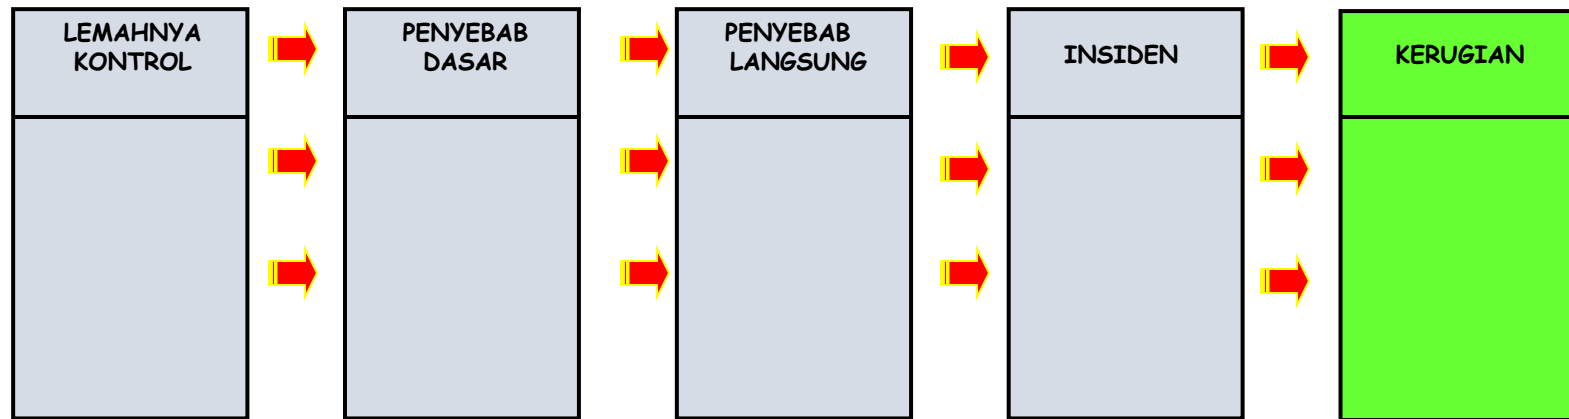 LEMAHNYA
KONTROL
PENYEBAB
DASAR
PENYEBAB
LANGSUNG
INSIDEN
KERUGIAN